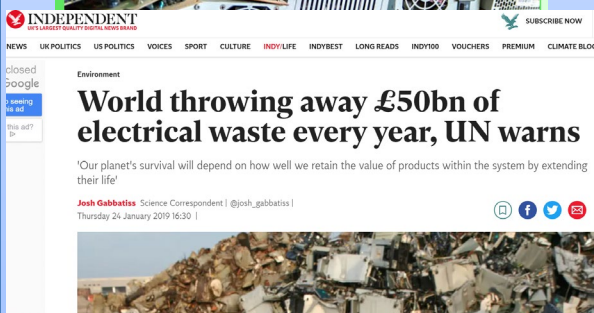 INDEPENDENT
UK'S LARGEST QUALITY DIGITAL NEWS BRAND
SUBSCRIBE NOW
NEWS UK POLITICS US POLITICS VOICES SPORT CULTURE INDY/LIFE INDYBEST LONG READS INDY100 VOUCHERS PREMIUM CLIMATE
closed
Google
seeing
is ad
this ad?
Environment
World throwing away £50bn of
electrical waste every year, UN warns
'Our planet's survival will depend on how well we retain the value of products within the system by extending
their life'
Josh Gabbatiss Science Correspondent | @josh_gabbatiss |
Thursday 24 January 2019 16:30 |